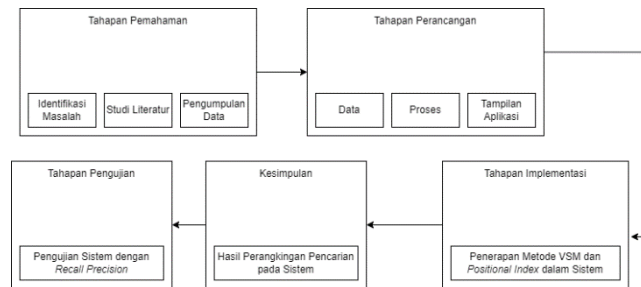 Tahapan Pemahaman
Identifikasi
Masalah
Studi Literatur
Pengumpulan
Data
Tahapan Perancangan
Data
Proses
Tampilan
Aplikasi
Tahapan Pengujian
Pengujian Sistem dengan
Recall Precision
Kesimpulan
Hasil Perangkingan Pencarian
pada Sistem
Tahapan Implementasi
Penerapan Metode VSM dan
Positional Index dalam Sistem